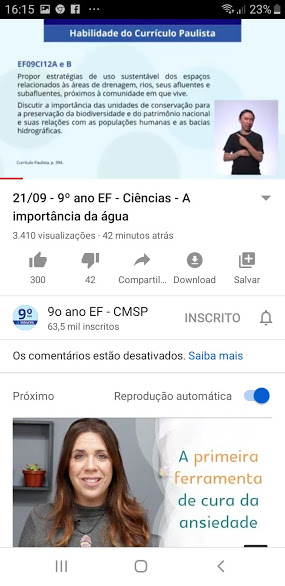 16:15
23%
Habilidade do Currículo Paulista
EF09CI12A e B
Propor estratégias de uso sustentável dos espaços
relacionados às áreas de drenagem, rios, seus afluentes e
subafluentes, próximos à comunidade em que vive.
Discutir a importância das unidades de conservação para
a preservação da biodiversidade e do patrimônio nacional
e suas relações com as populações humanas e as bacias
hidrográficas.
Currículo Paulista, p. 394.
21/09 - 9º ano EF - Ciências - A
importância da água
3.410 visualizações · 42 minutos atrás
300
42
Compartil...
Download
Salvar
9º
9o ano EF - CMSP
63,5 mil inscritos
INSCRITO
Os comentários estão desativados. Saiba mais
Próximo
Reprodução automática
A primeira
ferramenta
de cura da
ansiedade